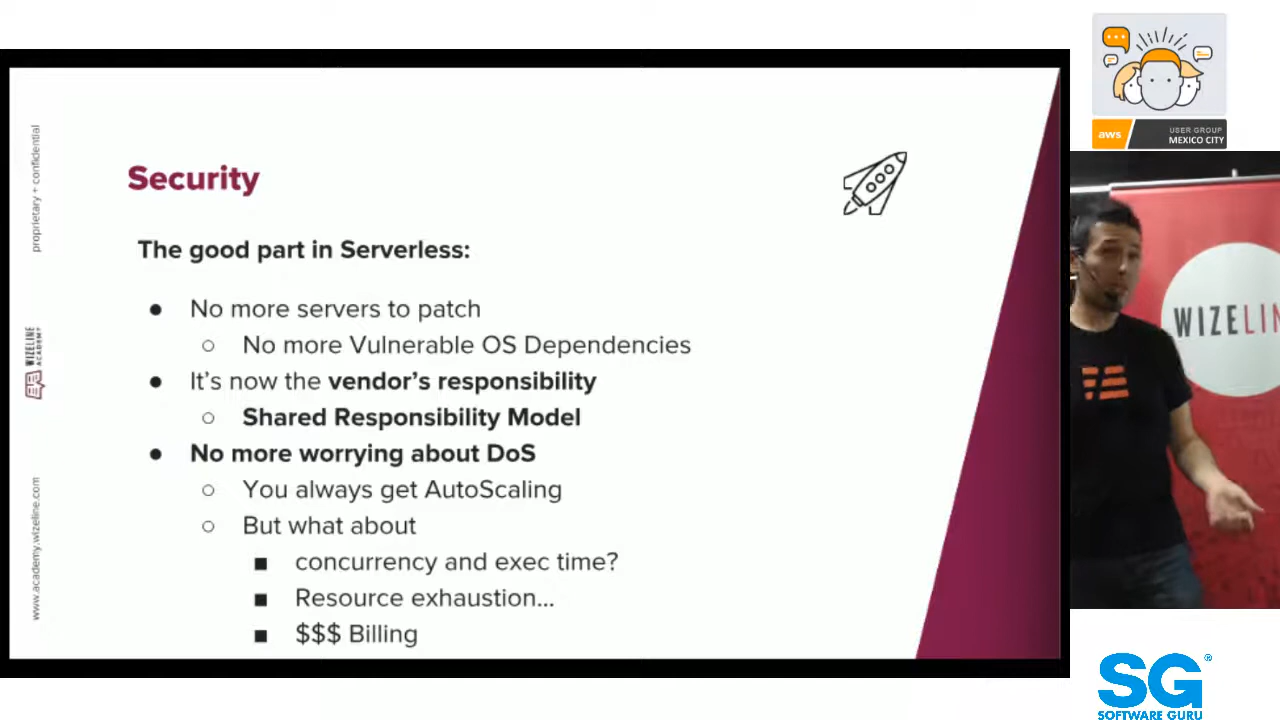 proprietary + confidential
WIZELINE
ACADEMY
www.academy.wizeline.com
Security
The good part in Serverless:
● No more servers to patch
○ No more Vulnerable OS Dependencies
● It's now the vendor's responsibility
○ Shared Responsibility Model
● No more worrying about DoS
○ You always get AutoScaling
○ But what about
■ concurrency and exec time?
■ Resource exhaustion...
■ $$$ Billing
aws
USER GROUP
MEXICO CITY
WIZELIN
SG®
SOFTWARE GURU